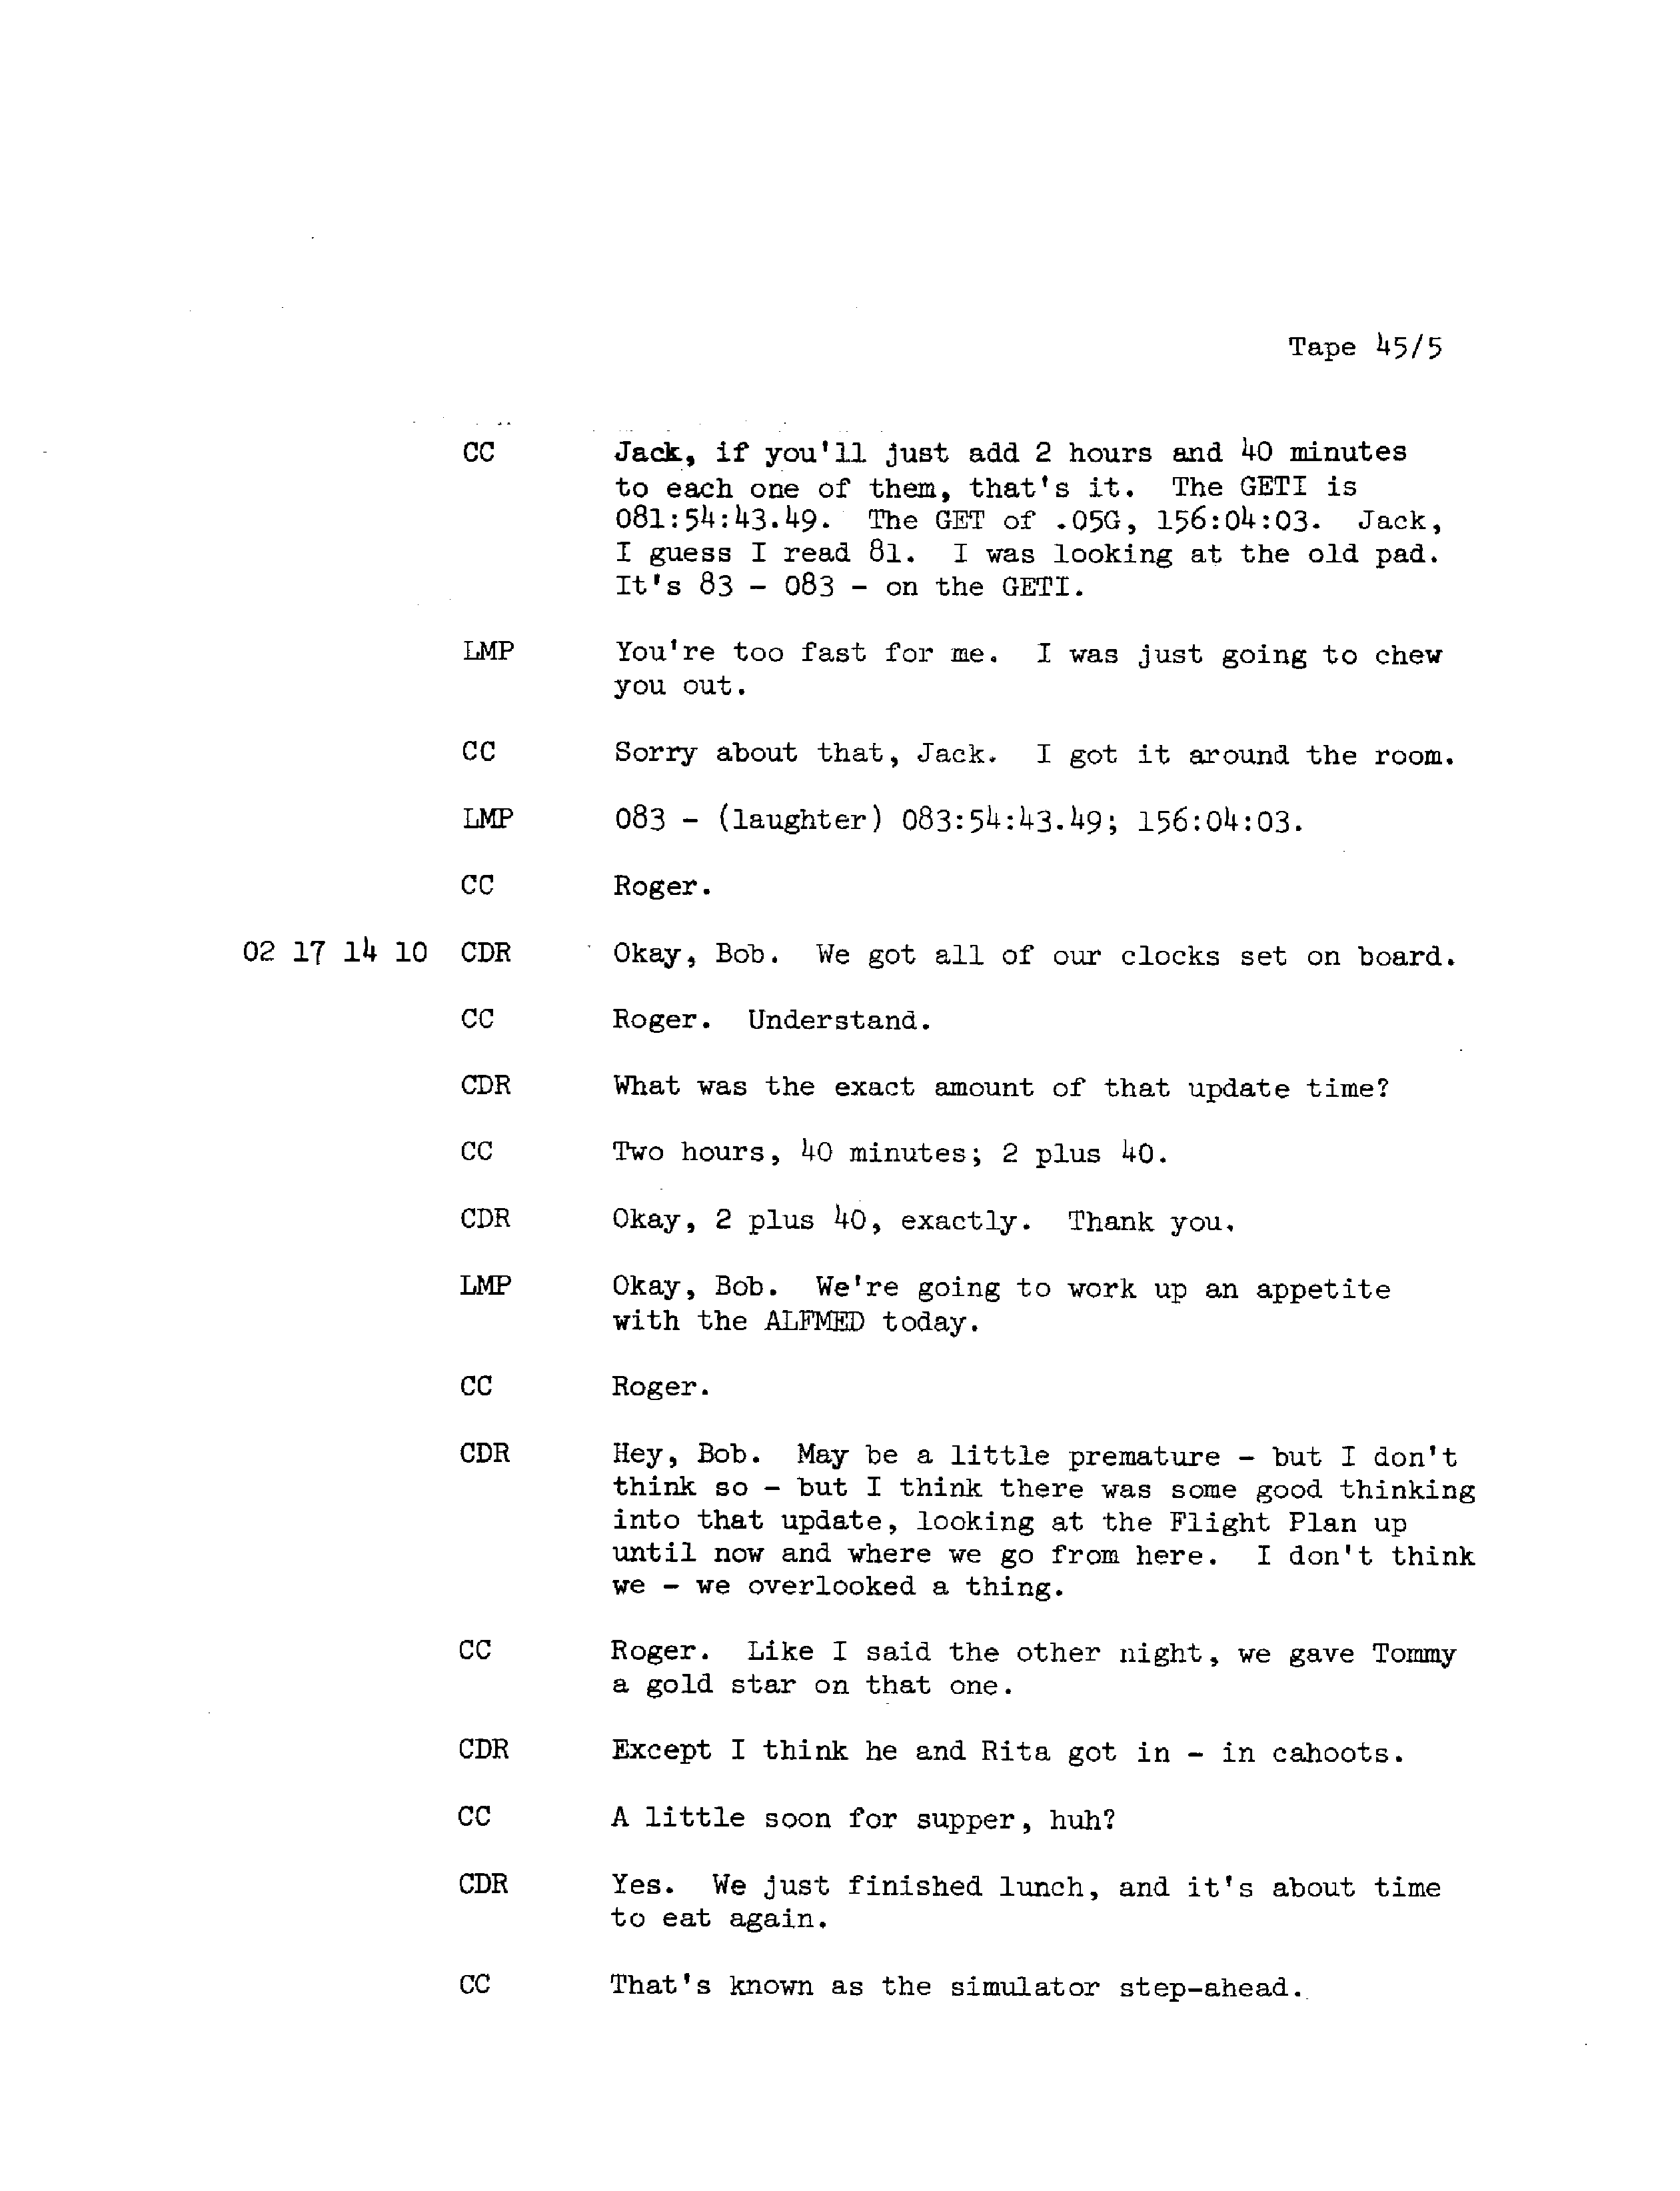 Tape 45/5
CC Jack, if you'll just add 2 hours and 40 minutes
to each one of them, that's it. The GETI is
081:54:43.49. The GET of .05G, 156:04:03. Jack,
I guess I read 81. I was looking at the old pad.
It's 83 - 083 - on the GETI.
LMP You're too fast for me. I was just going to chew
you out.
CC Sorry about that, Jack. I got it around the room.
LMP 083 - (laughter) 083:54:43.49; 156:04:03.
CC Roger.
02 17 14 10 CDR Okay, Bob. We got all of our clocks set on board.
CC Roger. Understand.
CDR What was the exact amount of that update time?
CC Two hours, 40 minutes; 2 plus 40.
CDR Okay, 2 plus 40, exactly. Thank you.
LMP Okay, Bob. We're going to work up an appetite
with the ALFMED today.
CC Roger.
CDR Hey, Bob. May be a little premature - but I don't
think so - but I think there was some good thinking
into that update, looking at the Flight Plan up
until now and where we go from here. I don't think
we - we overlooked a thing.
CC Roger. Like I said the other night, we gave Tommy
a gold star on that one.
CDR Except I think he and Rita got in - in cahoots.
CC A little soon for supper, huh?
CDR Yes. We just finished lunch, and it's about time
to eat again.
CC That's known as the simulator step-ahead.